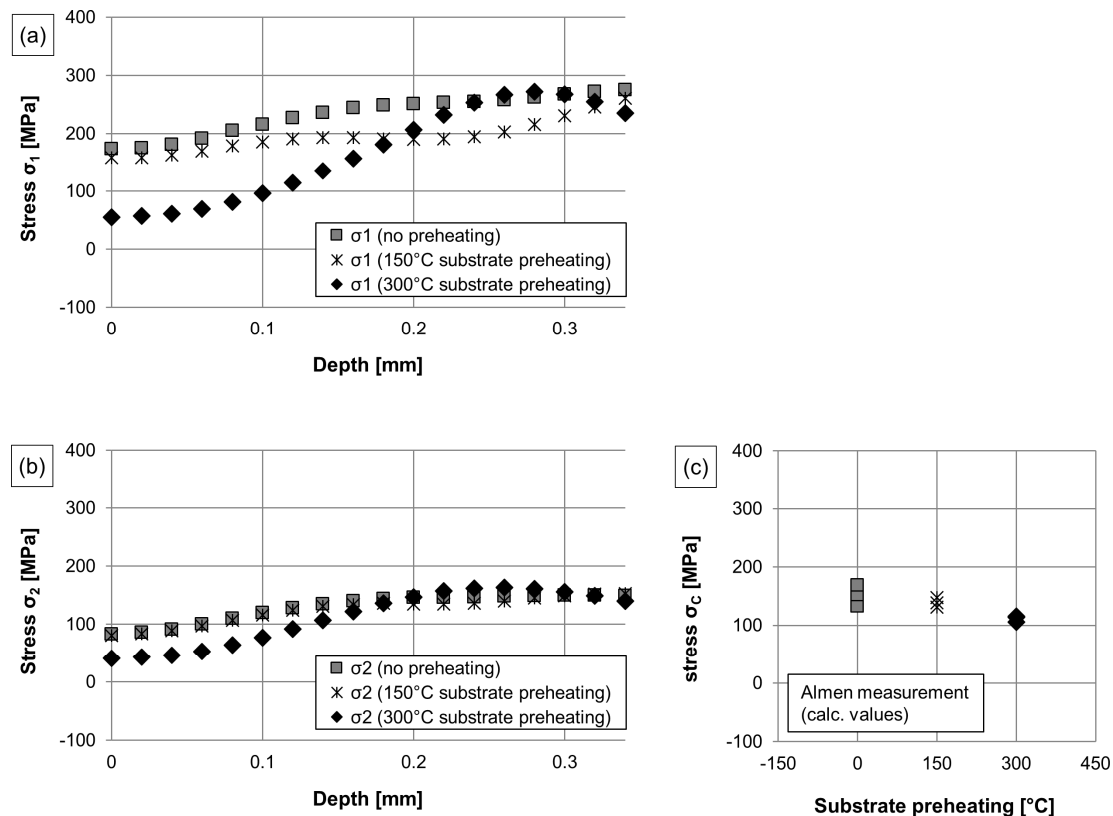 (a)
400
300
200
100
0
-100
Stress σ1 [MPa]
σ1 (no preheating)
σ1 (150°C substrate preheating)
σ1 (300°C substrate preheating)
0 0.1 0.2 0.3
Depth [mm]
(b)
400
300
200
100
0
-100
Stress σ2 [MPa]
σ2 (no preheating)
σ2 (150°C substrate preheating)
σ2 (300°C substrate preheating)
0 0.1 0.2 0.3
Depth [mm]
(c)
400
300
200
100
0
-100
stress σC [MPa]
Almen measurement
(calc. values)
-150 0 150 300 450
Substrate preheating [°C]